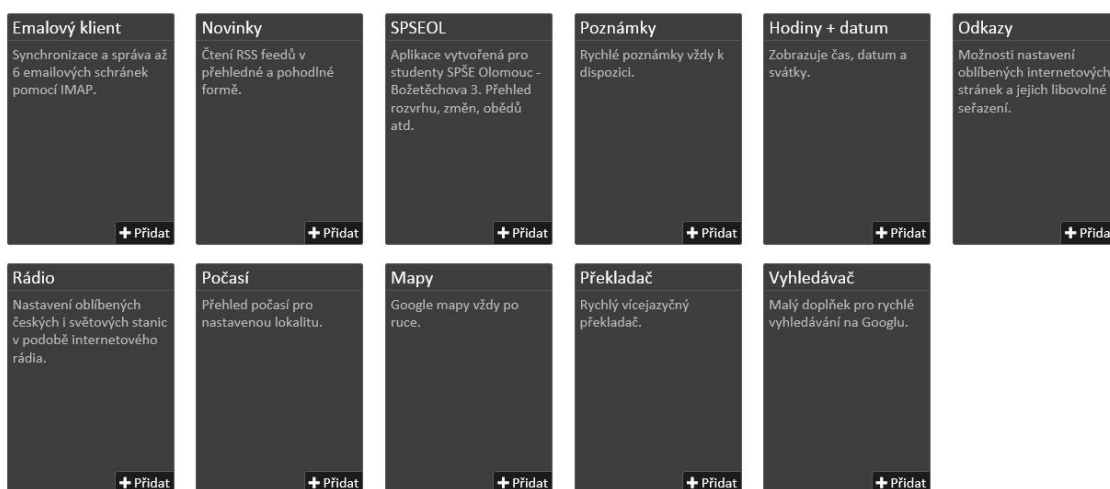 Emalový klient
Synchronizace a správa až
6 emailových schránek
pomocí IMAP.
Přidat
Novinky
Čtení RSS feedů v
přehledné a pohodlné
formě.
Přidat
SPSEOL
Aplikace vytvořená pro
studenty SPŠE Olomouc -
Božetěchova 3. Přehled
rozvrhu, změn, obědů
atd.
Přidat
Poznámky
Rychlé poznámky vždy k
dispozici.
Přidat
Hodiny + datum
Zobrazuje čas, datum a
svátky.
Přidat
Odkazy
Možnosti nastavení
oblíbených internetových
stránek a jejich libovolné
seřazení.
Přida
Rádio
Nastavení oblíbených
českých i světových stanic
v podobě internetového
rádia.
Přidat
Počasí
Přehled počasí pro
nastavenou lokalitu.
Přidat
Mapy
Google mapy vždy po
ruce.
Přidat
Překladač
Rychlý vícejazyčný
překladač.
Přidat
Vyhledávač
Malý doplněk pro rychlé
vyhledávání na Googlu.
Přidat